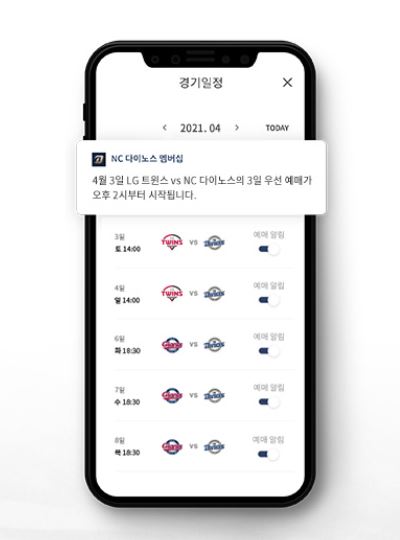 경기일정 ×
< 2021. 04 > TODAY
NC 다이노스 멤버십
4월 3일 LG 트윈스 vs NC 다이노스의 3일 우선 예매가
오후 2시부터 시작됩니다.
3일
토 14:00 TWINS VS Dinos 예매 알림
4일
일 14:00 TWINS VS Dinos 예매 알림
6일
화 18:30 Giants VS Dinos 예매 알림
7일
수 18:30 Giants VS Dinos 예매 알림
8일
목 18:30 Giants VS Dinos 예매 알림